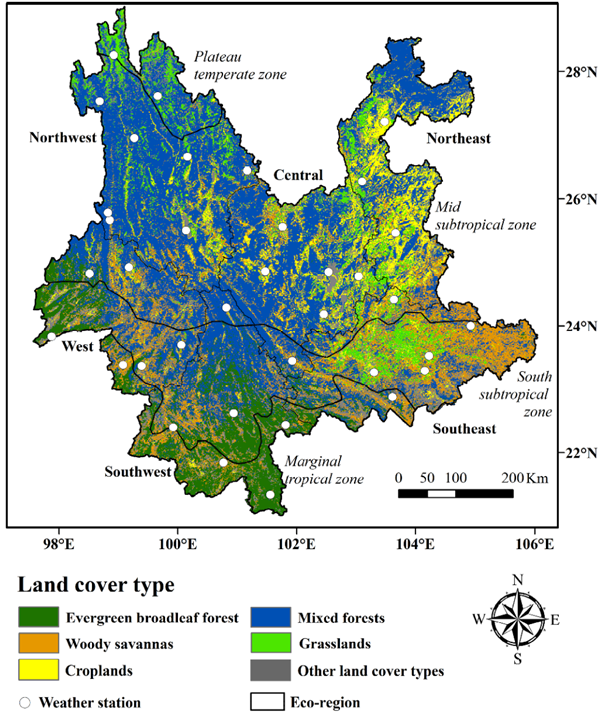 Plateau
temperate zone
28°N
Northwest
Northeast
Central
26°N
Mid
subtropical zone
24°N
West
South
subtropical
zone
Southeast
22°N
Southwest
Marginal
tropical zone
0 50 100 200 Km
98°E 100°E 102°E 104°E 106°E
Land cover type
Evergreen broadleaf forest
Mixed forests
Woody savannas
Grasslands
Croplands
Other land cover types
Weather station
Eco-region
N
W E
S